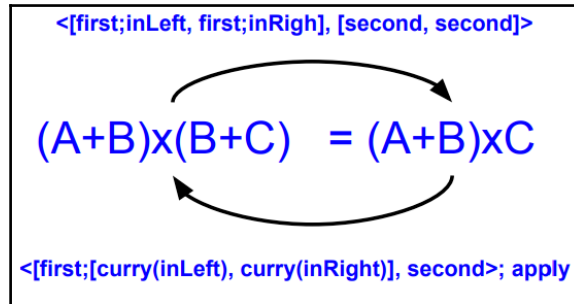 <[first;inLeft, first;inRigh], [second, second]>
(A+B)x(B+C) = (A+B)xC
<[first;[curry(inLeft), curry(inRight)], second>; apply